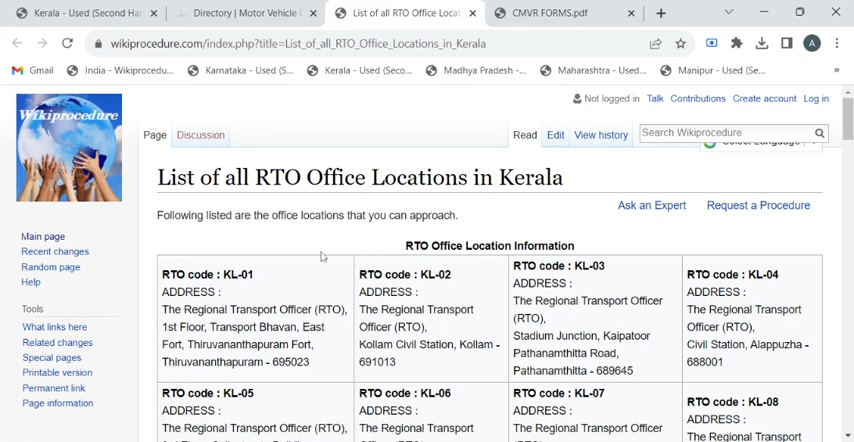 Kerala - Used (Second Han
Directory | Motor Vehicle D
List of all RTO Office Locat
CMVR FORMS.pdf
wikiprocedure.com/index.php?title=List_of_all_RTO_Office_Locations_in_Kerala
A
Gmail
India - Wikiprocedu...
Karnataka - Used (S...
Kerala - Used (Seco...
Madhya Pradesh -...
Maharashtra - Used...
Manipur - Used (Se...
»
Wikiprocedure
Not logged in Talk Contributions Create account Log in
Page Discussion Read Edit View history Search Wikiprocedure
Select Language
List of all RTO Office Locations in Kerala
Ask an Expert Request a Procedure
Following listed are the office locations that you can approach.
Main page
Recent changes
Random page
Help
Tools
What links here
Related changes
Special pages
Printable version
Permanent link
Page information
RTO Office Location Information
RTO code : KL-01
ADDRESS :
The Regional Transport Officer (RTO),
1st Floor, Transport Bhavan, East
Fort, Thiruvananthapuram Fort,
Thiruvananthapuram - 695023
RTO code : KL-02
ADDRESS :
The Regional Transport
Officer (RTO),
Kollam Civil Station, Kollam -
691013
RTO code : KL-03
ADDRESS :
The Regional Transport Officer
(RTO),
Stadium Junction, Kaipatoor
Pathanamthitta Road,
Pathanamthitta - 689645
RTO code : KL-04
ADDRESS :
The Regional Transport
Officer (RTO),
Civil Station, Alappuzha -
688001
RTO code : KL-05
ADDRESS :
The Regional Transport Officer (RTO),
RTO code : KL-06
ADDRESS :
The Regional Transport
Officer (RTO),
RTO code : KL-07
ADDRESS :
The Regional Transport Officer
(RTO),
RTO code : KL-08
ADDRESS :
The Regional Transport